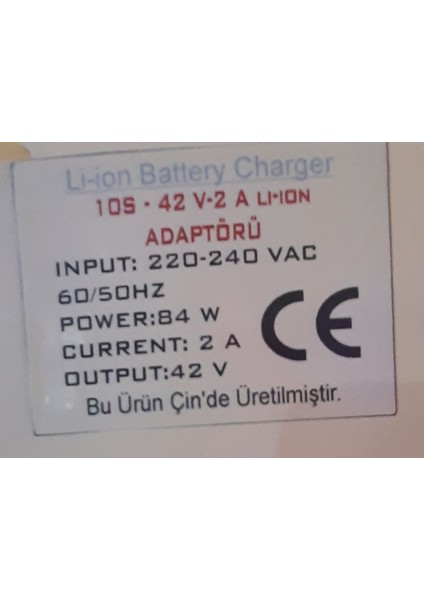 Lı-ion Battery Charger
10S - 42 V-2 A LI-ION
ADAPTÖRÜ
INPUT: 220-240 VAC
60/50HZ
POWER:84 W
CURRENT: 2 A
OUTPUT:42 V
CE
Bu Ürün Çin'de Üretilmiştir.